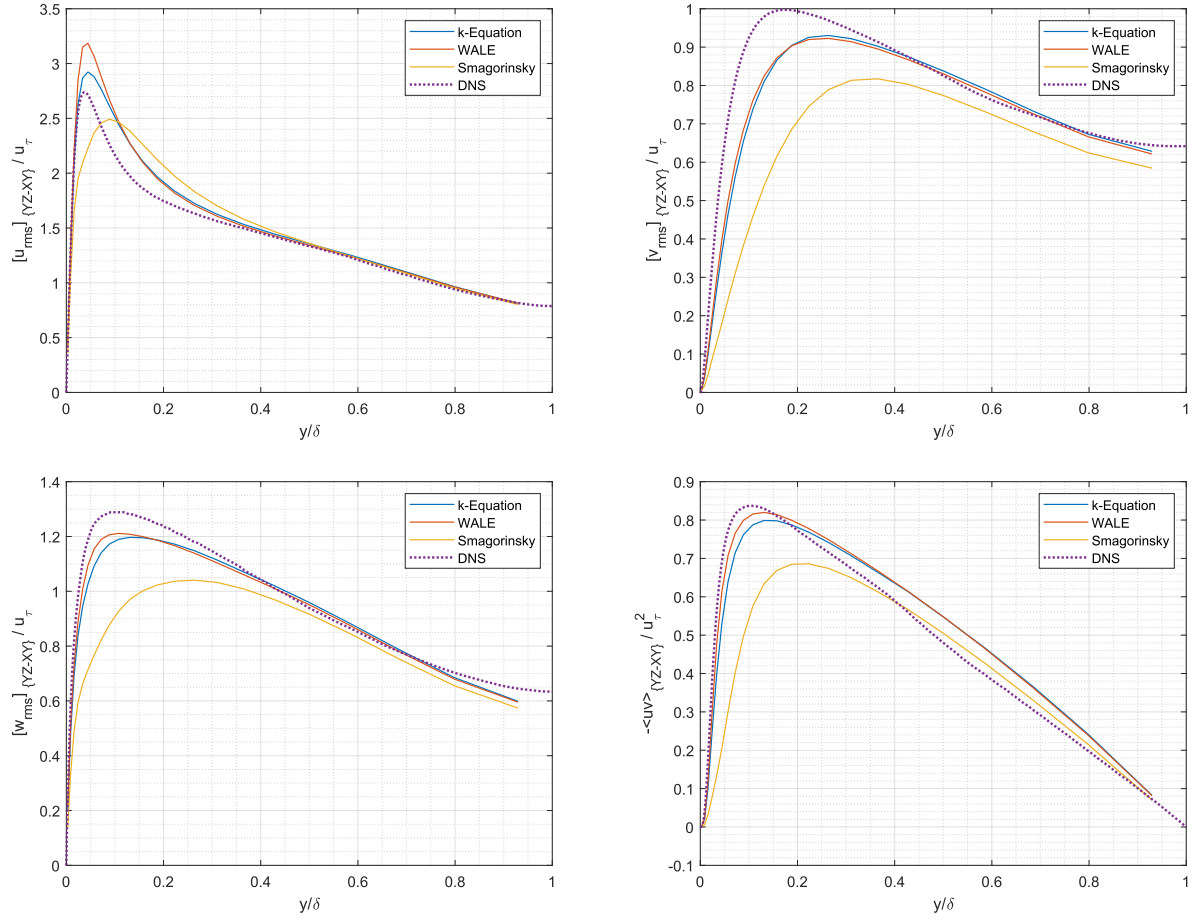 3.5
3
2.5
2
1.5
1
0.5
0
0 0.2 0.4 0.6 0.8 1
y/δ
[u_rms]_{YZ-XY} / u_τ
k-Equation
WALE
Smagorinsky
DNS
1
0.9
0.8
0.7
0.6
0.5
0.4
0.3
0.2
0.1
0
0 0.2 0.4 0.6 0.8 1
y/δ
[v_rms]_{YZ-XY} / u_τ
k-Equation
WALE
Smagorinsky
DNS
1.4
1.2
1
0.8
0.6
0.4
0.2
0
0 0.2 0.4 0.6 0.8 1
y/δ
[w_rms]_{YZ-XY} / u_τ
k-Equation
WALE
Smagorinsky
DNS
0.9
0.8
0.7
0.6
0.5
0.4
0.3
0.2
0.1
0
-0.1
0 0.2 0.4 0.6 0.8 1
y/δ
-<uv>_{YZ-XY} / u_τ^2
k-Equation
WALE
Smagorinsky
DNS